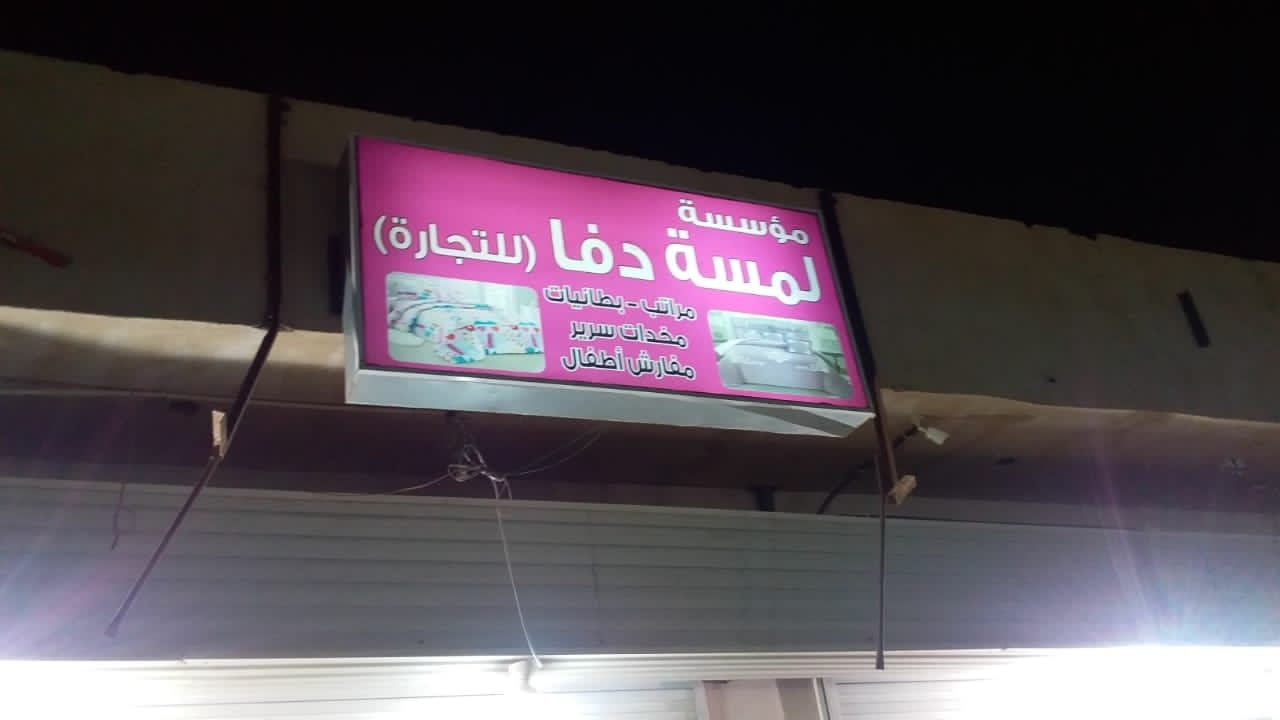 مؤسسة
لمسة دفا (للتجارة)
مراتب - بطانيات
مخدات سرير
مفارش أطفال